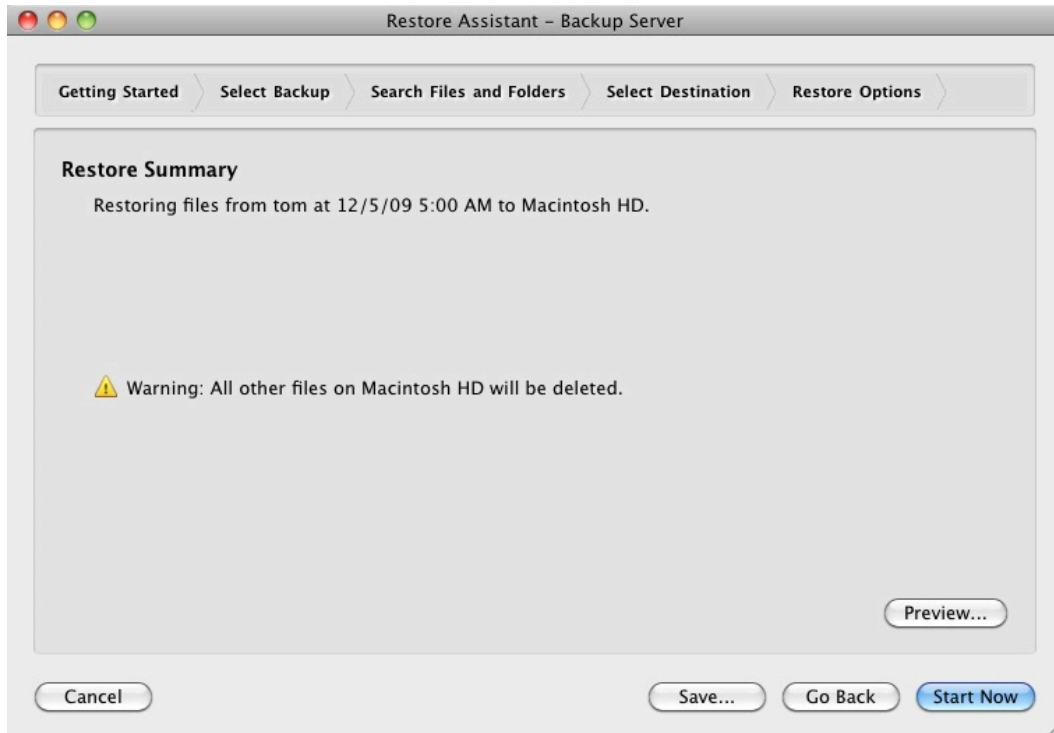 Restore Assistant – Backup Server
Getting Started Select Backup Search Files and Folders Select Destination Restore Options
Restore Summary
Restoring files from tom at 12/5/09 5:00 AM to Macintosh HD.
Warning: All other files on Macintosh HD will be deleted.
Preview...
Cancel Save... Go Back Start Now